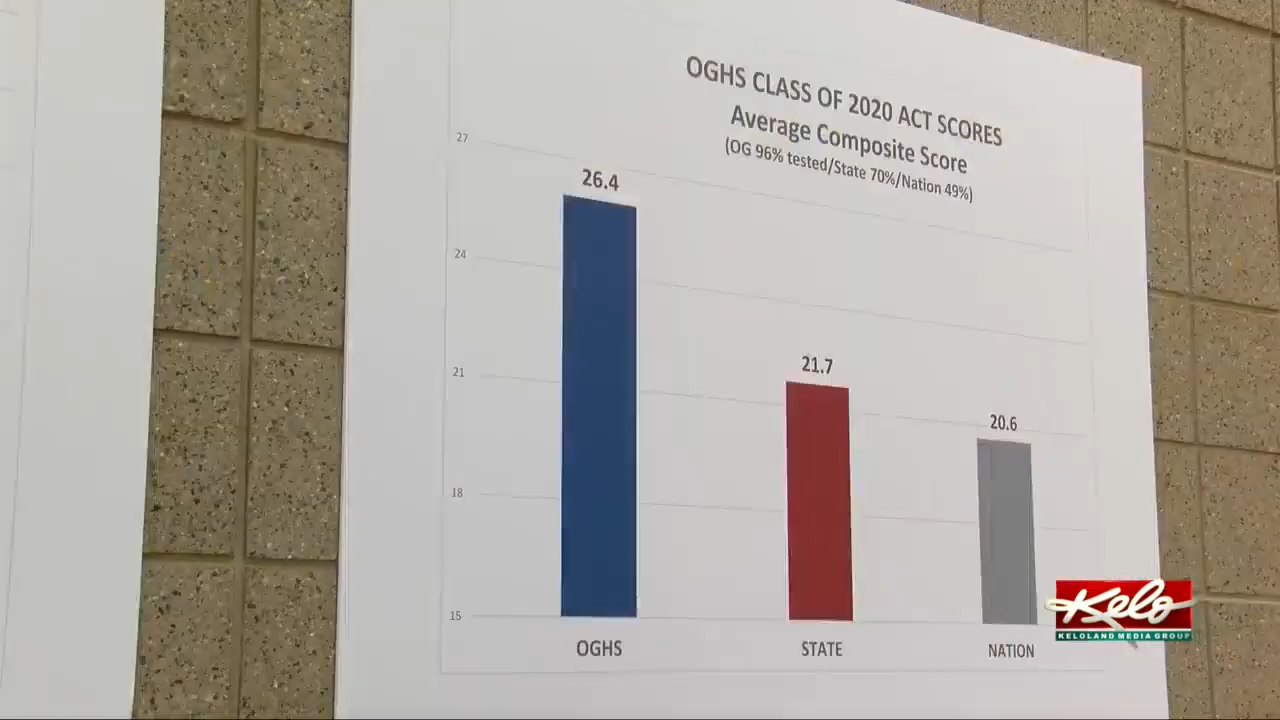 OGHS CLASS OF 2020 ACT SCORES
Average Composite Score
(OG 96% tested/State 70%/Nation 49%)
27
24
21
18
15
26.4
21.7
20.6
OGHS
STATE
NATION
Kelo
KELOLAND MEDIA GROUP